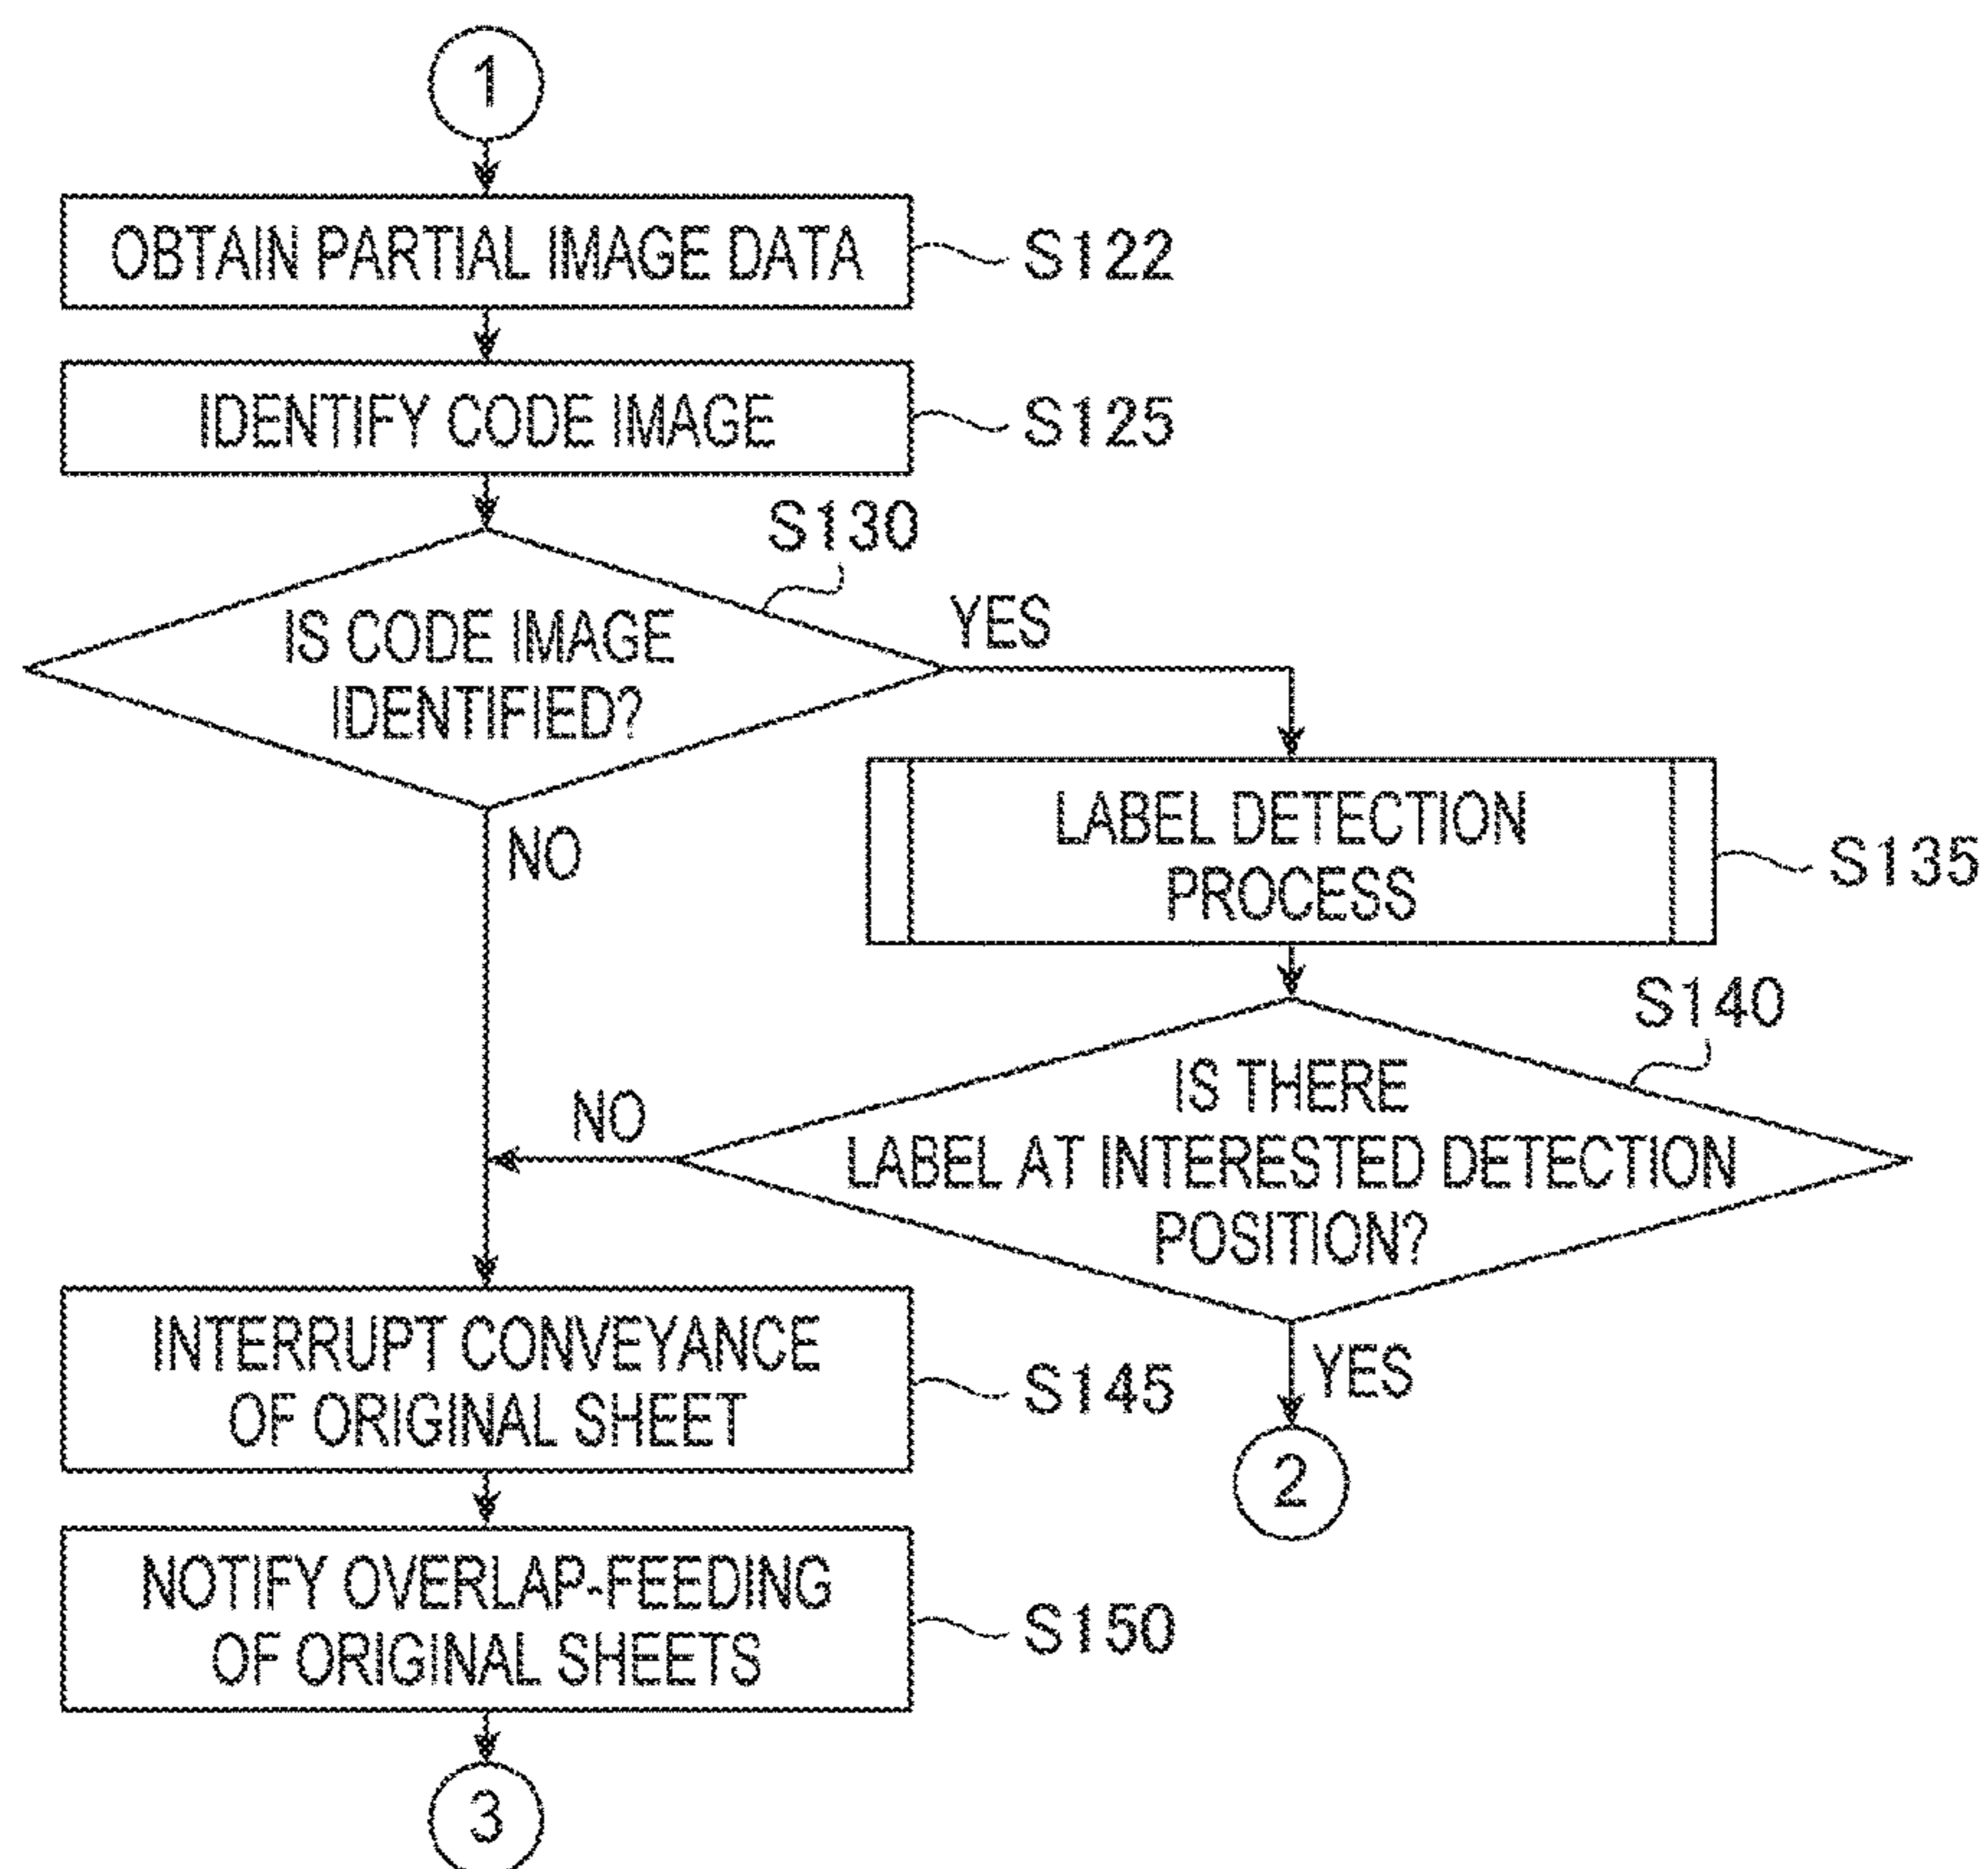 1
OBTAIN PARTIAL IMAGE DATA
S122
IDENTIFY CODE IMAGE
S125
S130
IS CODE IMAGE
IDENTIFIED?
YES
NO
LABEL DETECTION
PROCESS
S135
S140
IS THERE
LABEL AT INTERESTED DETECTION
POSITION?
NO
YES
2
INTERRUPT CONVEYANCE
OF ORIGINAL SHEET
S145
NOTIFY OVERLAP-FEEDING
OF ORIGINAL SHEETS
S150
3